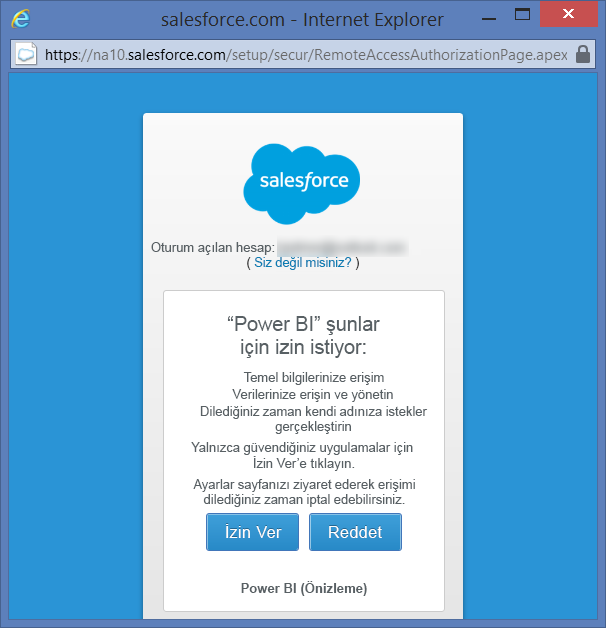 salesforce.com - Internet Explorer
https://na10.salesforce.com/setup/secur/RemoteAccessAuthorizationPage.apex
salesforce
Oturum açılan hesap:
( Siz değil misiniz? )
“Power BI” şunlar
için izin istiyor:
Temel bilgilerinize erişim
Verilerinize erişin ve yönetin
Dilediğiniz zaman kendi adınıza istekler
gerçekleştirin
Yalnızca güvendiğiniz uygulamalar için
İzin Ver’e tıklayın.
Ayarlar sayfanızı ziyaret ederek erişimi
dilediğiniz zaman iptal edebilirsiniz.
İzin Ver Reddet
Power BI (Önizleme)